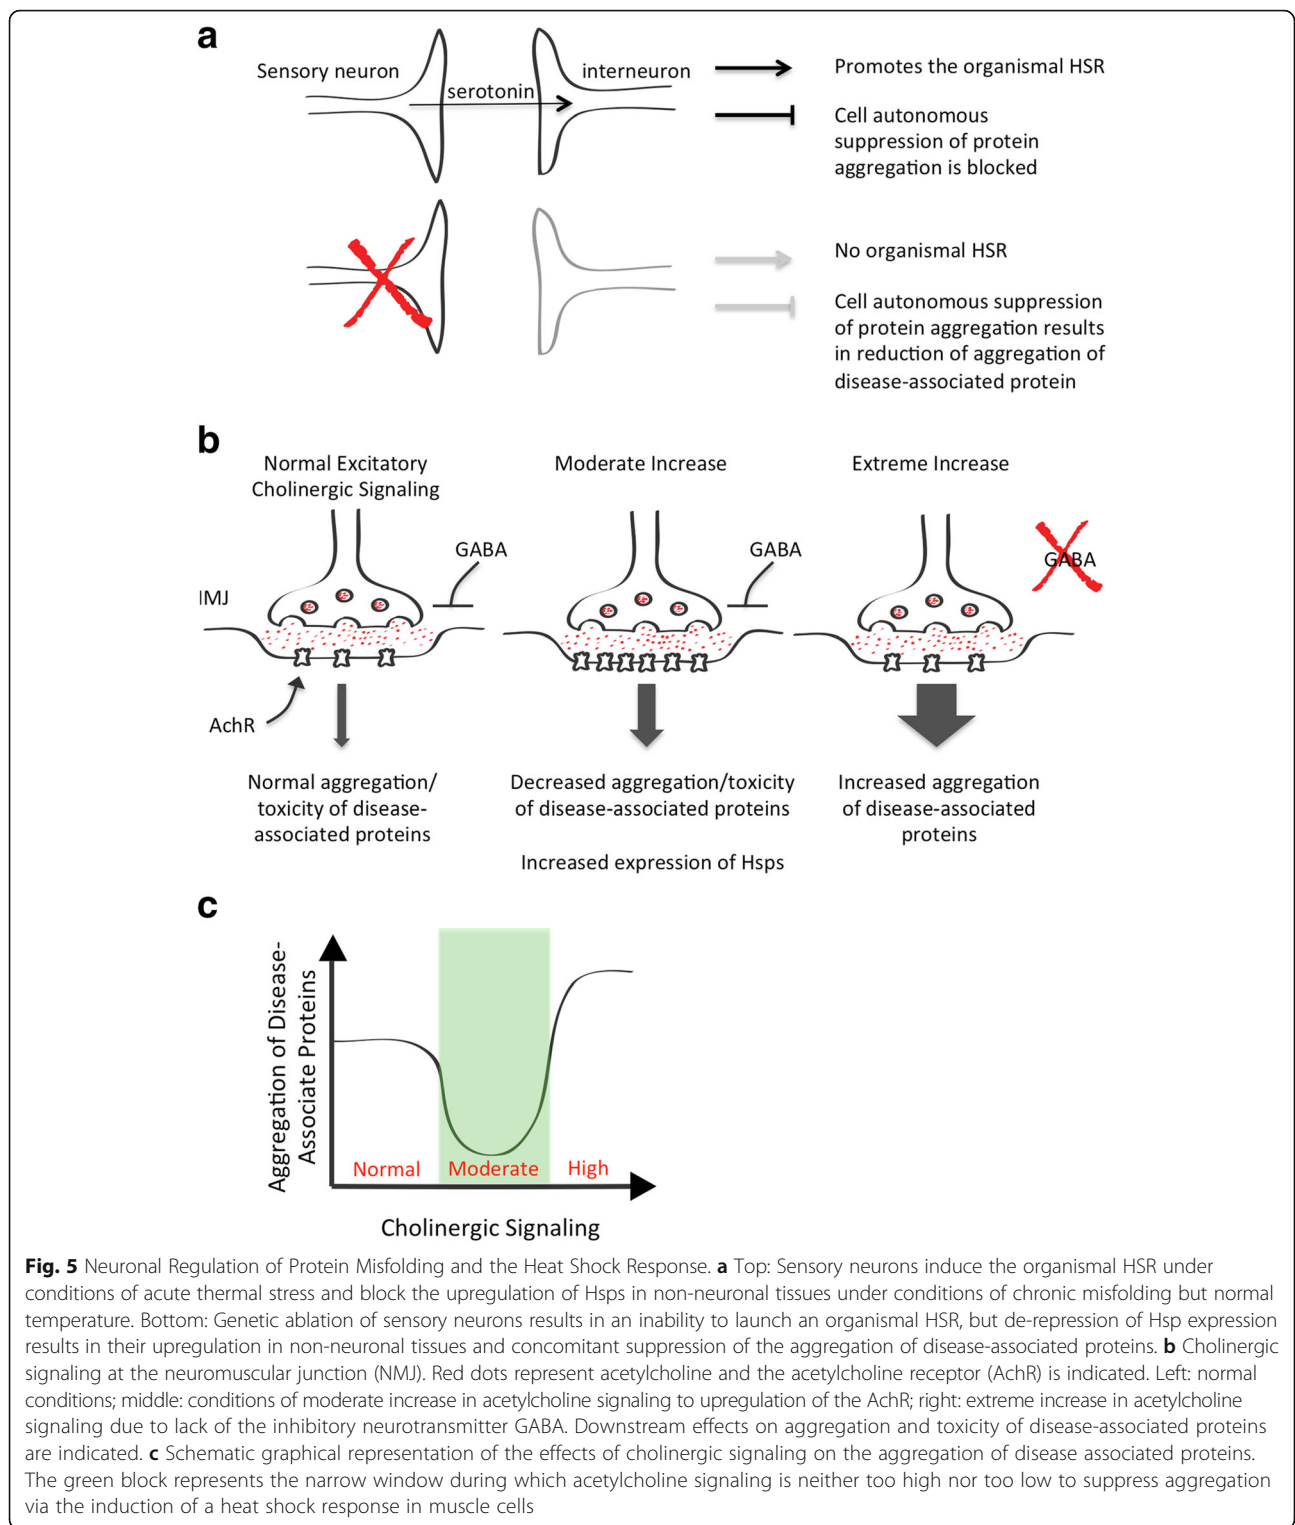 a
Sensory neuron
serotonin
interneuron
Promotes the organismal HSR
Cell autonomous
suppression of protein
aggregation is blocked
No organismal HSR
Cell autonomous suppression
of protein aggregation results
in reduction of aggregation of
disease-associated protein
b
Normal Excitatory
Cholinergic Signaling
Moderate Increase
Extreme Increase
GABA
GABA
GABA
IMJ
AchR
Normal aggregation/
toxicity of disease-
associated proteins
Decreased aggregation/toxicity
of disease-associated proteins
Increased expression of Hsps
Increased aggregation
of disease-associated
proteins
c
Aggregation of Disease-
Associate Proteins
Normal
Moderate
High
Cholinergic Signaling
Fig. 5 Neuronal Regulation of Protein Misfolding and the Heat Shock Response. a Top: Sensory neurons induce the organismal HSR under
conditions of acute thermal stress and block the upregulation of Hsps in non-neuronal tissues under conditions of chronic misfolding but normal
temperature. Bottom: Genetic ablation of sensory neurons results in an inability to launch an organismal HSR, but de-repression of Hsp expression
results in their upregulation in non-neuronal tissues and concomitant suppression of the aggregation of disease-associated proteins. b Cholinergic
signaling at the neuromuscular junction (NMJ). Red dots represent acetylcholine and the acetylcholine receptor (AchR) is indicated. Left: normal
conditions; middle: conditions of moderate increase in acetylcholine signaling to upregulation of the AchR; right: extreme increase in acetylcholine
signaling due to lack of the inhibitory neurotransmitter GABA. Downstream effects on aggregation and toxicity of disease-associated proteins
are indicated. c Schematic graphical representation of the effects of cholinergic signaling on the aggregation of disease associated proteins.
The green block represents the narrow window during which acetylcholine signaling is neither too high nor too low to suppress aggregation
via the induction of a heat shock response in muscle cells